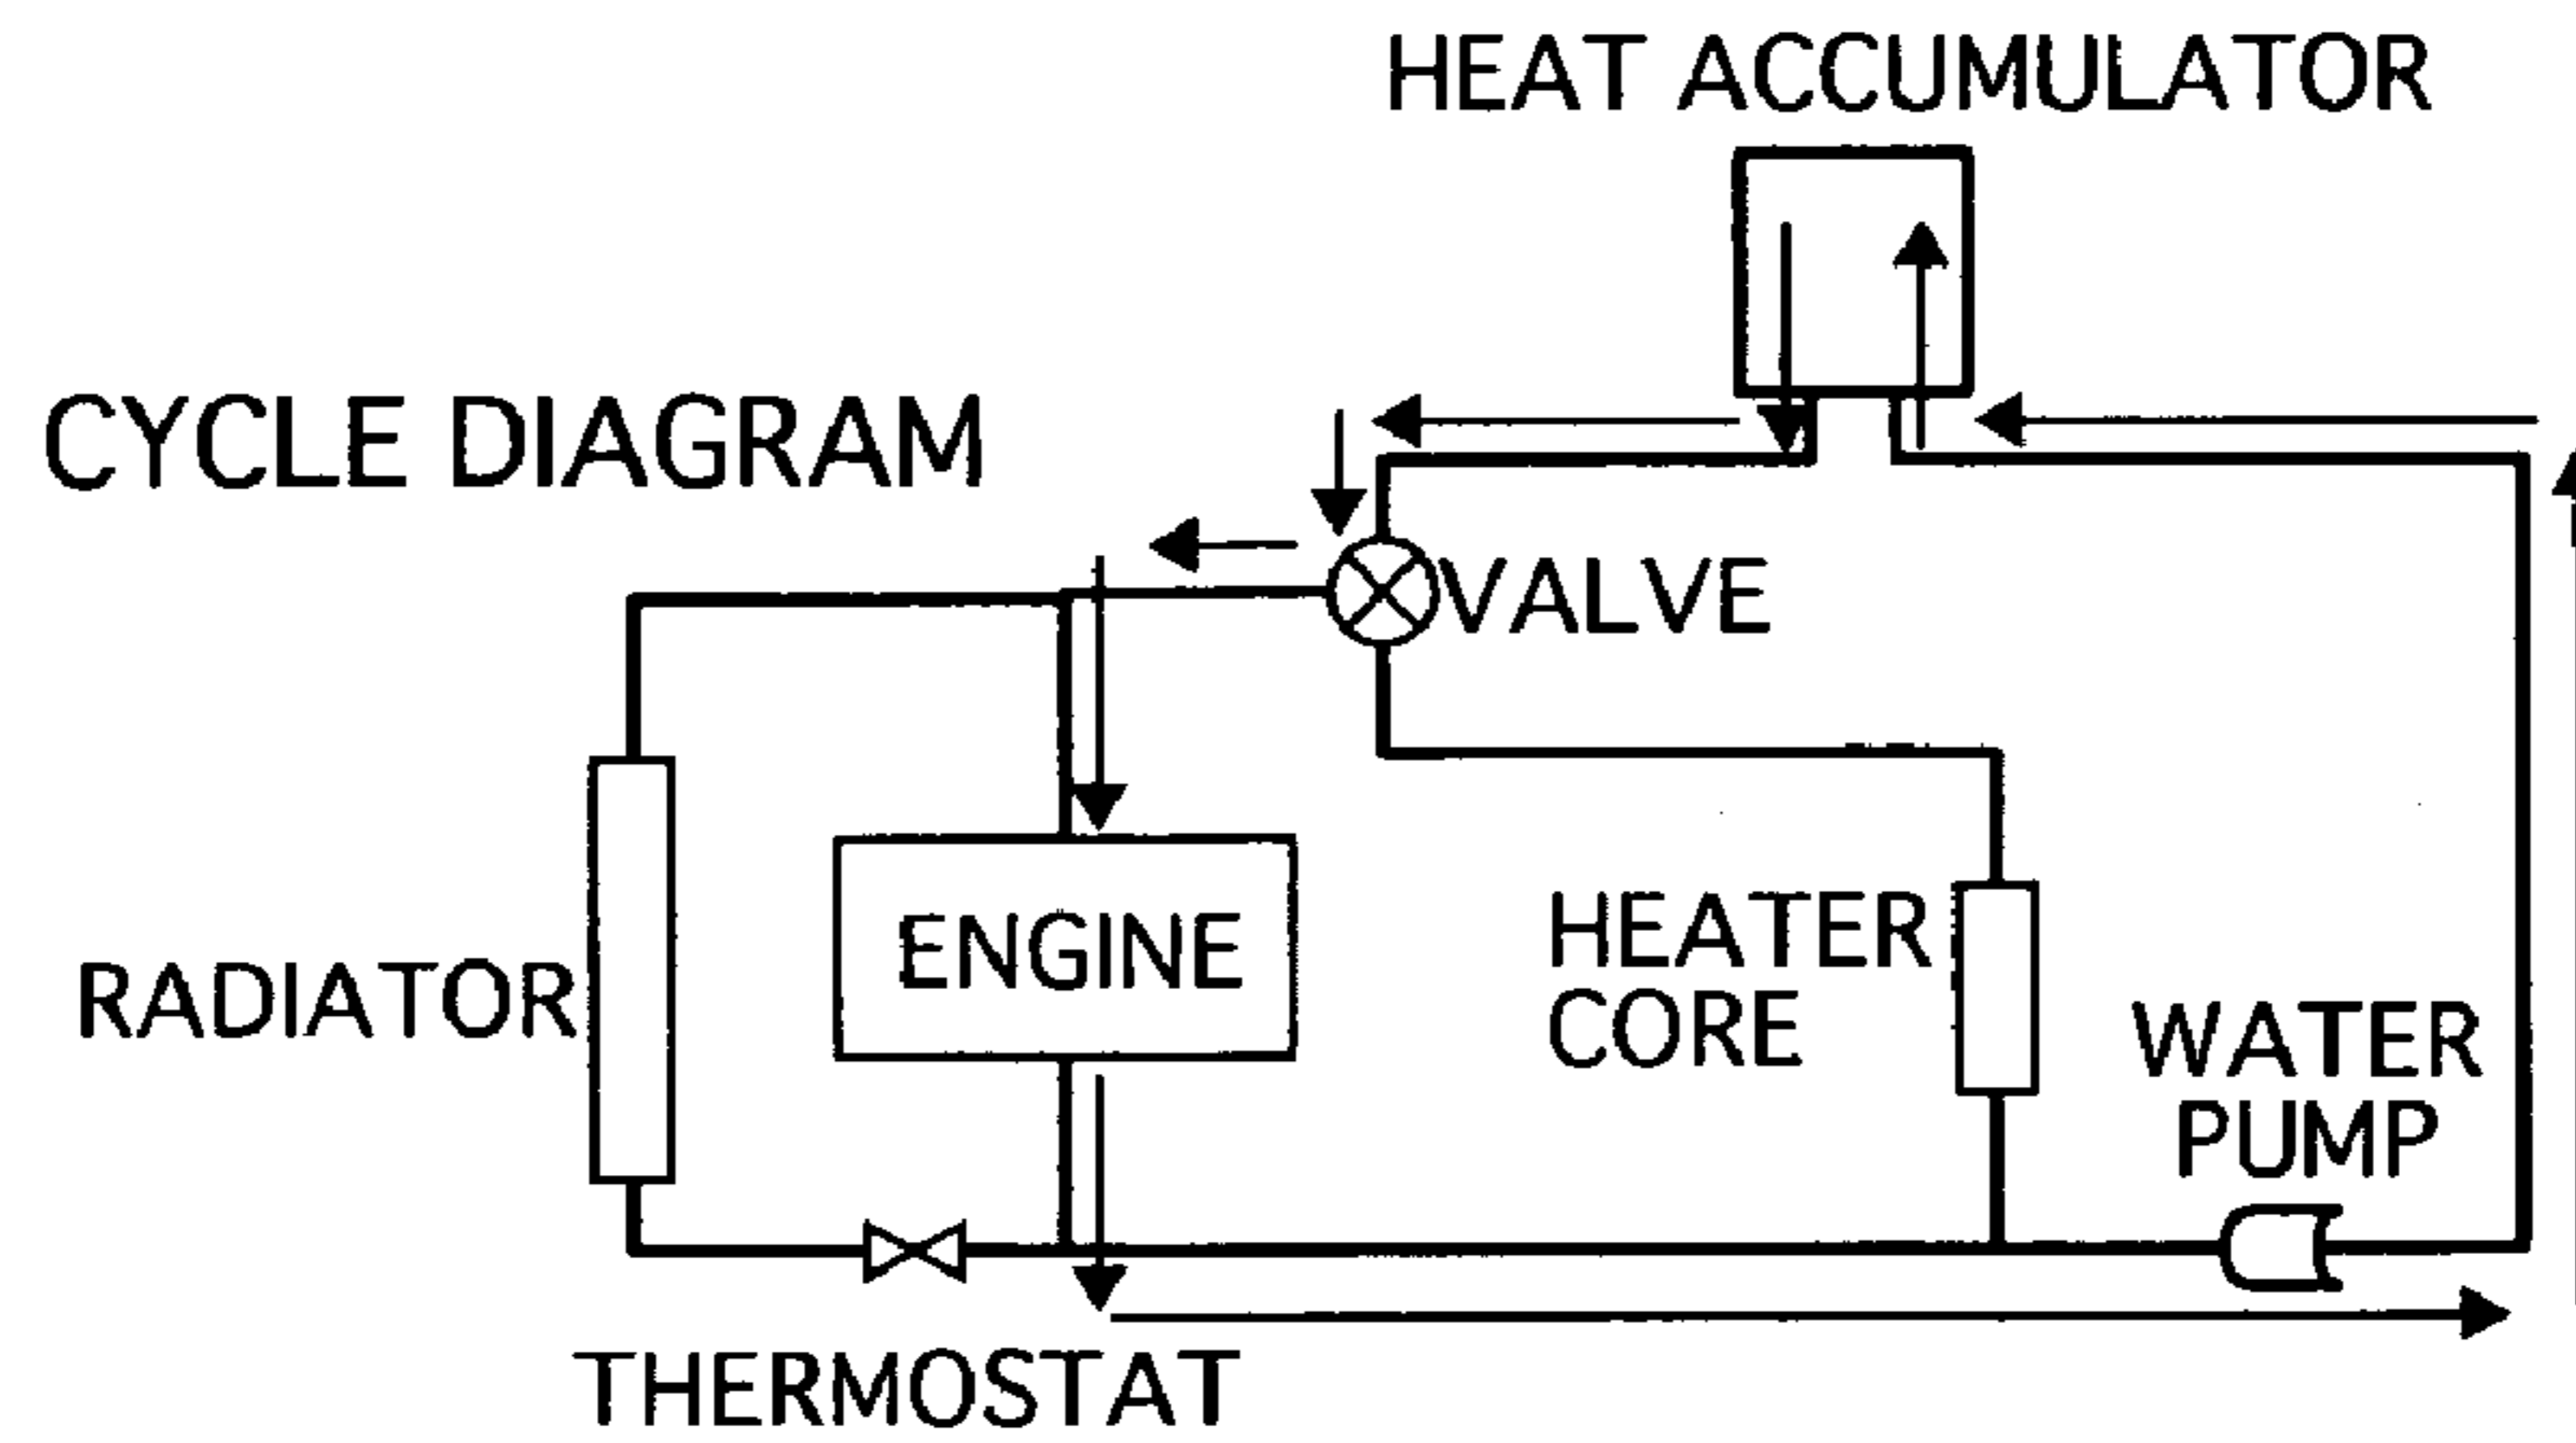 HEAT ACCUMULATOR
CYCLE DIAGRAM
VALVE
ENGINE
HEATER
CORE
RADIATOR
WATER
PUMP
THERMOSTAT